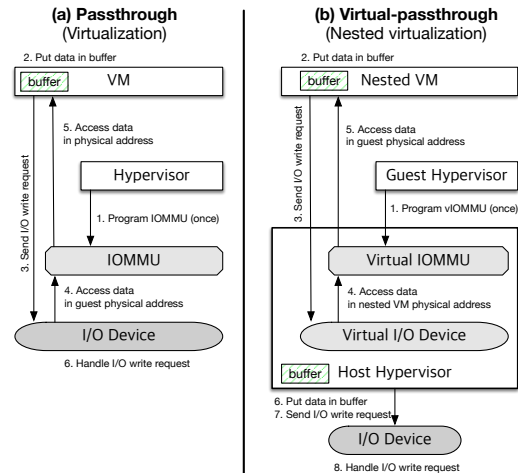 (a) Passthrough
(Virtualization)
2. Put data in buffer
buffer
VM
5. Access data
in physical address
3. Send I/O write request
Hypervisor
1. Program IOMMU (once)
IOMMU
4. Access data
in guest physical address
I/O Device
6. Handle I/O write request
(b) Virtual-passthrough
(Nested virtualization)
2. Put data in buffer
buffer
Nested VM
5. Access data
in guest physical address
3. Send I/O write request
Guest Hypervisor
1. Program vIOMMU (once)
Virtual IOMMU
4. Access data
in nested VM physical address
Virtual I/O Device
buffer
Host Hypervisor
6. Put data in buffer
7. Send I/O write request
I/O Device
8. Handle I/O write request